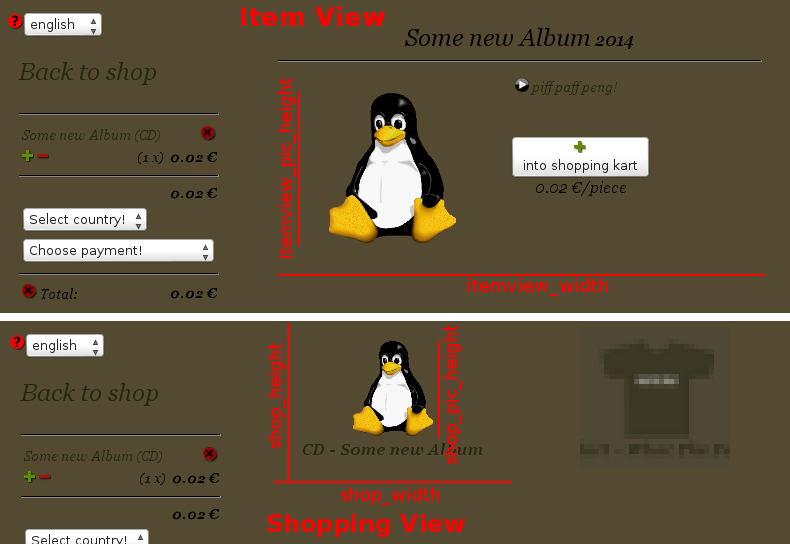 Item View
?
english
Some new Album 2014
Back to shop
piff paff peng!
itemview_pic_height
Some new Album (CD)
(1 x) 0.02 €
into shopping kart
0.02 €/piece
0.02 €
Select country!
Choose payment!
itemview_width
Total: 0.02 €
?
english
shop_height
shop_pic_height
Back to shop
CD - Some new Album
Some new Album (CD)
(1 x) 0.02 €
shop_width
0.02 €
Shopping View
Select country!